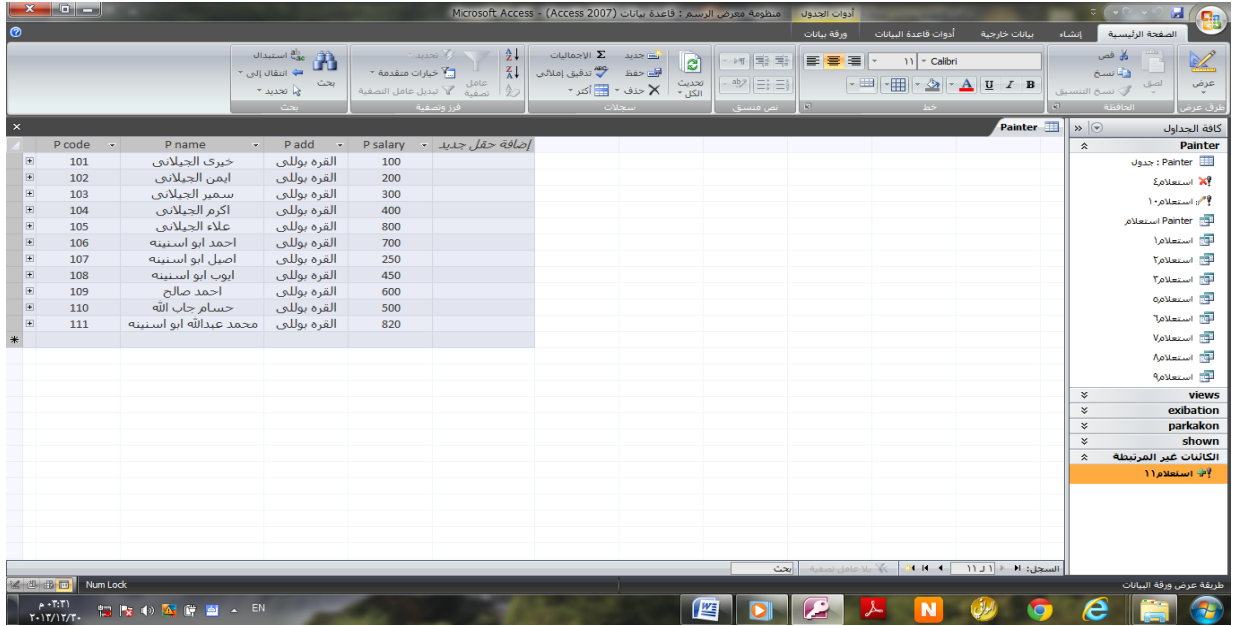 منظومة معرض الرسم : قاعدة بيانات (Access 2007) - Microsoft Access
أدوات الجدول
الصفحة الرئيسية
إنشاء
بيانات خارجية
أدوات قاعدة البيانات
ورقة بيانات
عرض
طرق عرض
لصق
قص
نسخ
نسخ التنسيق
الحافظة
Calibri
11
B I U A
خط
نص منسق
تحديث الكل
جديد
حفظ
حذف
الإجماليات
تدقيق إملائي
أكثر
سجلات
عامل تصفية
تحديد
خيارات متقدمة
تبديل عامل التصفية
فرز وتصفية
بحث
استبدال
انتقال إلى
تحديد
بحث
كافة الجداول
Painter
Painter : جدول
استعلام٤
استعلام١٠
Painter استعلام
استعلام١
استعلام٢
استعلام٣
استعلام٥
استعلام٦
استعلام٧
استعلام٨
استعلام٩
views
exibation
parkakon
shown
الكائنات غير المرتبطة
استعلام١١
Painter
P code P name P add P salary إضافة حقل جديد
101 خيرى الجيلانى القره بوللى 100
102 ايمن الجيلانى القره بوللى 200
103 سمير الجيلانى القره بوللى 300
104 اكرم الجيلانى القره بوللى 400
105 علاء الجيلانى القره بوللى 800
106 احمد ابو اسنينه القره بوللى 700
107 اصيل ابو اسنينه القره بوللى 250
108 ايوب ابو اسنينه القره بوللى 450
109 احمد صالح القره بوللى 600
110 حسام جاب الله القره بوللى 500
111 محمد عبدالله ابو اسنينه القره بوللى 820
السجل: ١ لـ ١١
بلا عامل تصفية
بحث
طريقة عرض ورقة البيانات
Num Lock
EN
٠٣:٣١ م
٢٠١٣/١٢/٣٠